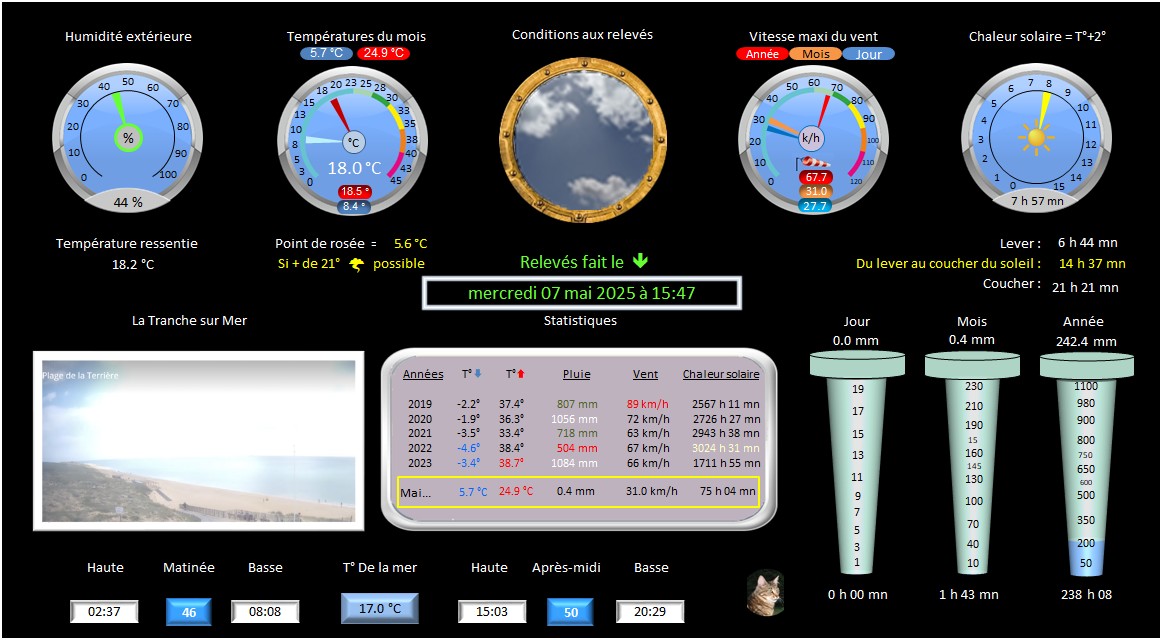 Humidité extérieure
Températures du mois
5.7 °C 24.9 °C
Conditions aux relevés
Vitesse maxi du vent
Année Mois Jour
Chaleur solaire = T°+2°
0 10 20 30 40 50 60 70 80 90 100
%
44 %
0 3 5 8 10 13 15 18 20 23 25 28 30 33 35 38 40 43 45
°C
18.0 °C
18.5 °
8.4 °
0 10 20 30 40 50 60 70 80 90 100 110 120
k/h
67.7
31.0
27.7
0 1 2 3 4 5 6 7 8 9 10 11 12 13 14 15
7 h 57 mn
Température ressentie
18.2 °C
Point de rosée = 5.6 °C
Si + de 21° possible
Relevés fait le
mercredi 07 mai 2025 à 15:47
Lever : 6 h 44 mn
Du lever au coucher du soleil : 14 h 37 mn
Coucher : 21 h 21 mn
La Tranche sur Mer
Plage de la Terrière
Statistiques
Années T° T° Pluie Vent Chaleur solaire
2019 -2.2° 37.4° 807 mm 89 km/h 2567 h 11 mn
2020 -1.9° 36.3° 1056 mm 72 km/h 2726 h 27 mn
2021 -3.5° 33.4° 718 mm 63 km/h 2943 h 38 mn
2022 -4.6° 38.4° 504 mm 67 km/h 3024 h 31 mn
2023 -3.4° 38.7° 1084 mm 66 km/h 1711 h 55 mn
Mai... 5.7 °C 24.9 °C 0.4 mm 31.0 km/h 75 h 04 mn
Jour
0.0 mm
19
17
15
13
11
9
7
5
3
1
0 h 00 mn
Mois
0.4 mm
230
210
190
15
160
145
130
100
70
40
10
1 h 43 mn
Année
242.4 mm
1100
980
900
800
750
650
600
500
350
200
50
238 h 08
Haute Matinée Basse T° De la mer Haute Après-midi Basse
02:37 46 08:08 17.0 °C 15:03 50 20:29